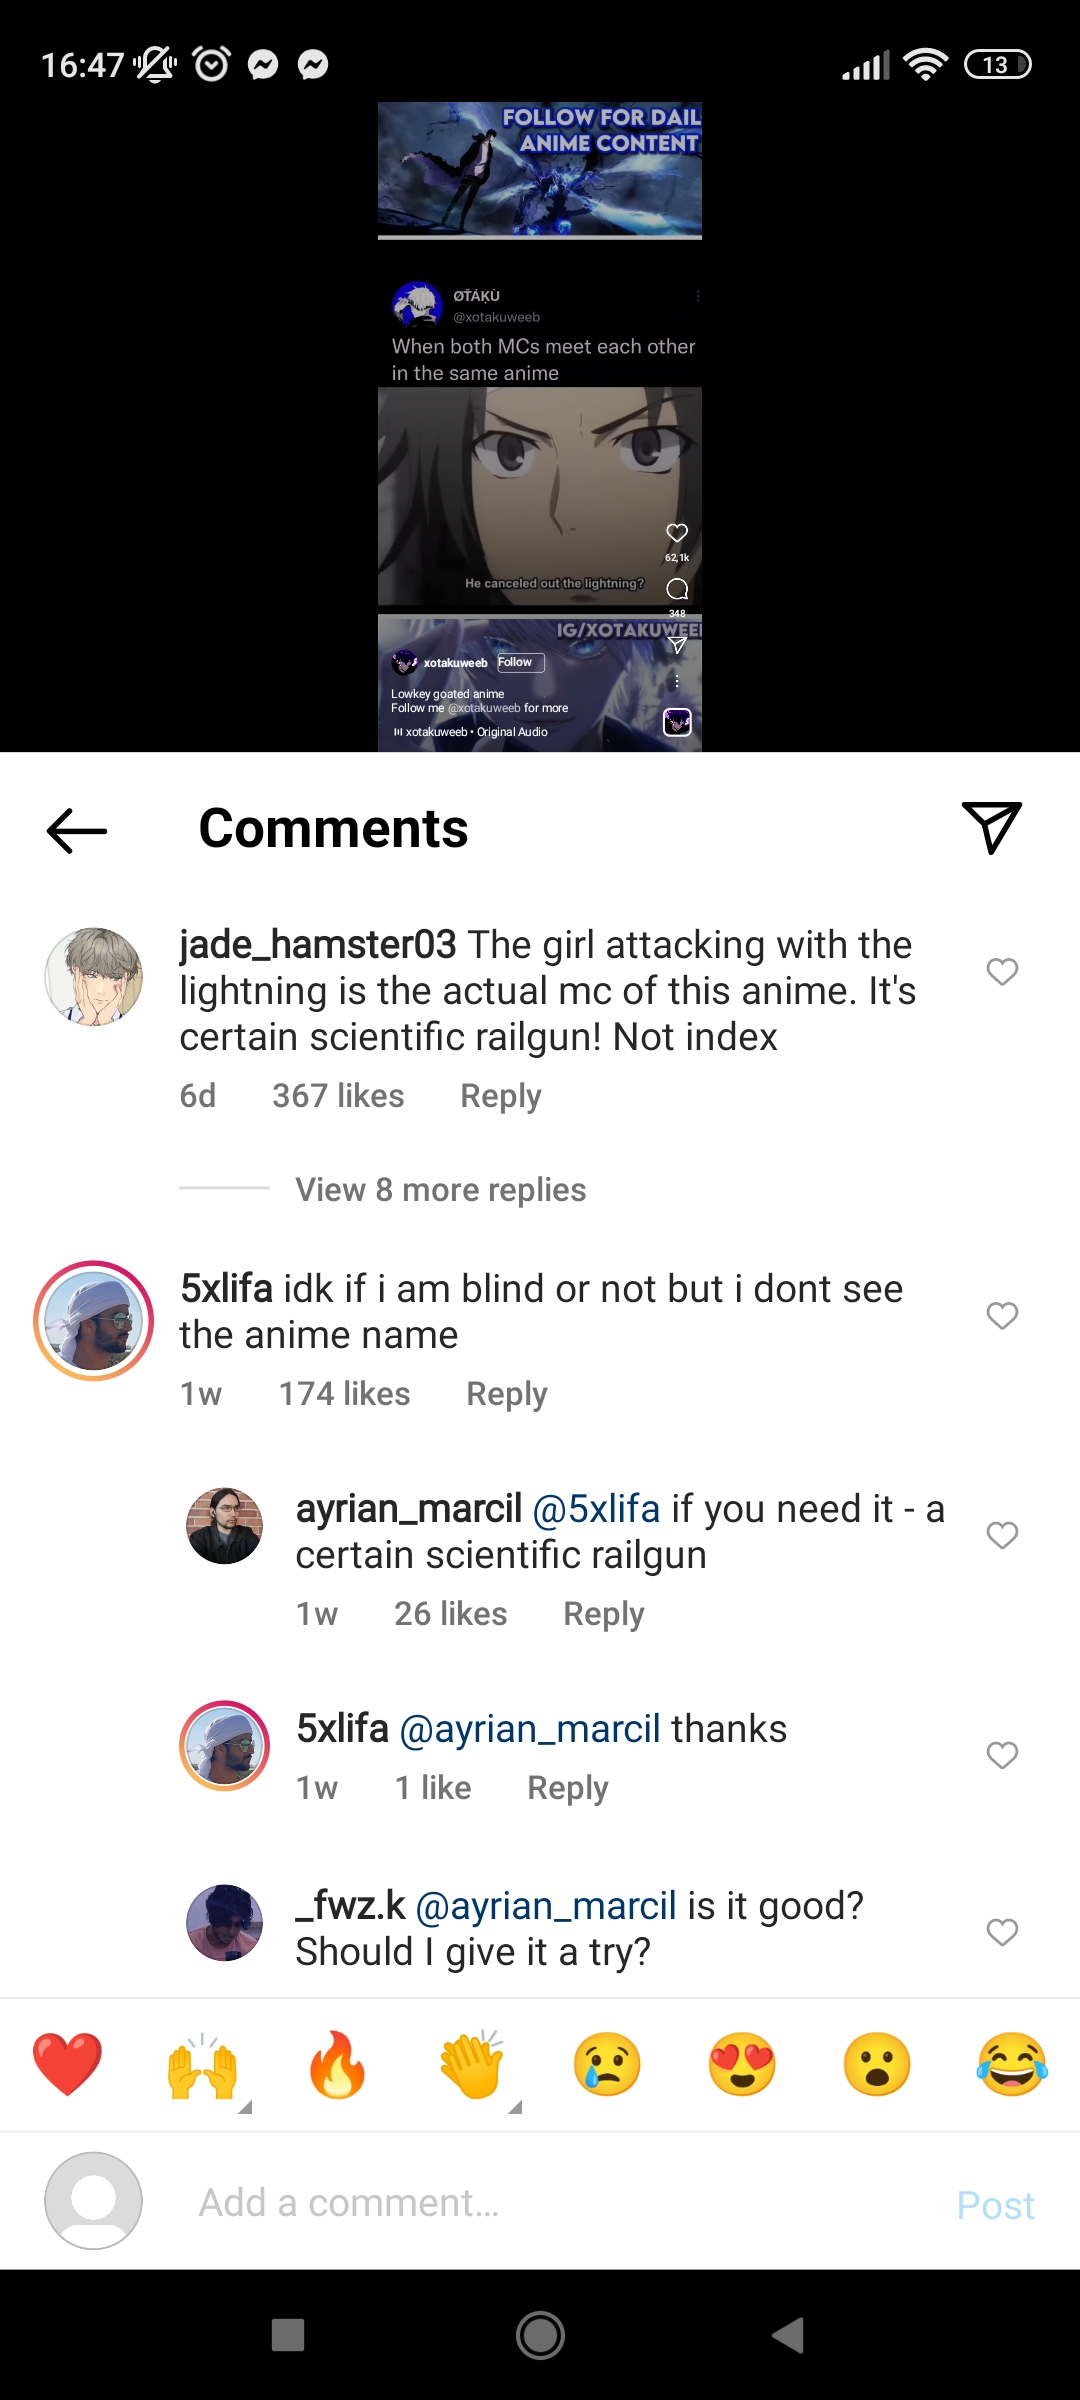 16:47
13
FOLLOW FOR DAIL
ANIME CONTENT
ØŤÁĶÙ
@xotakuweeb
When both MCs meet each other
in the same anime
62,1k
He canceled out the lightning?
348
IG/XOTAKUWEE
xotakuweeb Follow
Lowkey goated anime
Follow me @xotakuweeb for more
xotakuweeb • Original Audio
Comments
jade_hamster03 The girl attacking with the
lightning is the actual mc of this anime. It's
certain scientific railgun! Not index
6d 367 likes Reply
View 8 more replies
5xlifa idk if i am blind or not but i dont see
the anime name
1w 174 likes Reply
ayrian_marcil @5xlifa if you need it - a
certain scientific railgun
1w 26 likes Reply
5xlifa @ayrian_marcil thanks
1w 1 like Reply
_fwz.k @ayrian_marcil is it good?
Should I give it a try?
Add a comment... Post